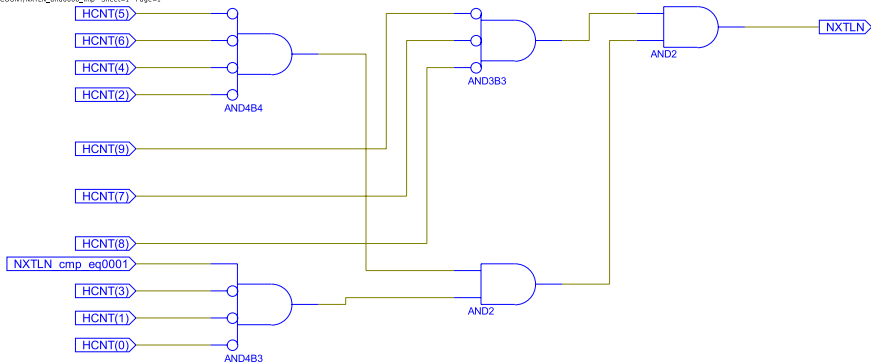 HCNT(5)
HCNT(6)
HCNT(4)
HCNT(2)
AND4B4
HCNT(9)
HCNT(7)
HCNT(8)
AND3B3
AND2
NXTLN
NXTLN_cmp_eq0001
HCNT(3)
HCNT(1)
HCNT(0)
AND4B3
AND2